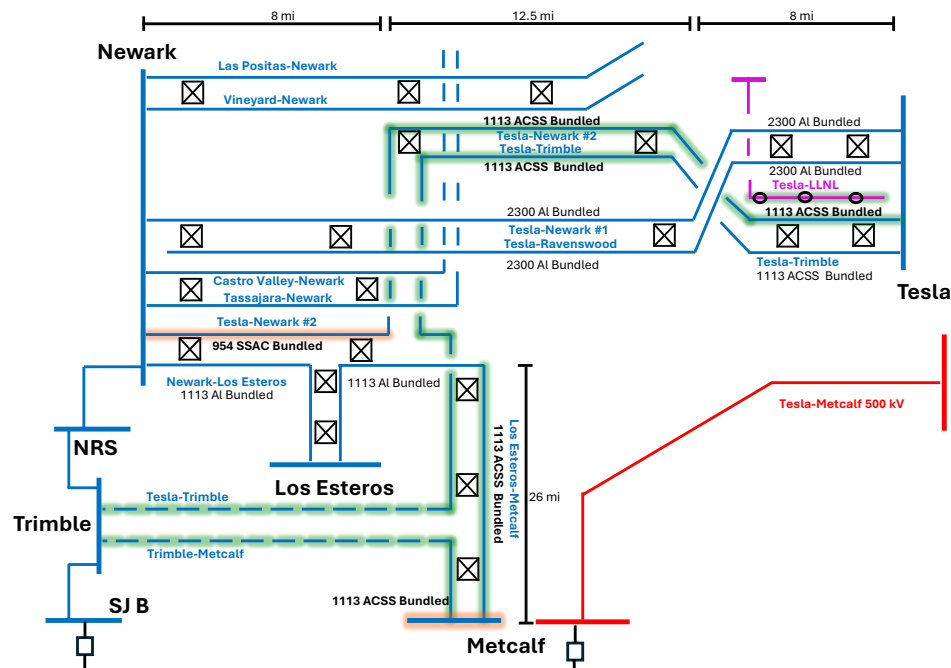 8 mi
12.5 mi
8 mi
Newark
Las Positas-Newark
Vineyard-Newark
1113 ACSS Bundled
Tesla-Newark #2
Tesla-Trimble
1113 ACSS Bundled
2300 Al Bundled
2300 Al Bundled
Tesla-LLNL
1113 ACSS Bundled
2300 Al Bundled
Tesla-Newark #1
Tesla-Ravenswood
2300 Al Bundled
Tesla-Trimble
1113 ACSS Bundled
Tesla
Castro Valley-Newark
Tassajara-Newark
Tesla-Newark #2
954 SSAC Bundled
Newark-Los Esteros
1113 Al Bundled
1113 Al Bundled
Los Esteros-Metcalf
1113 ACSS Bundled
Tesla-Metcalf 500 kV
NRS
Los Esteros
26 mi
Tesla-Trimble
Trimble
Trimble-Metcalf
1113 ACSS Bundled
SJ B
Metcalf